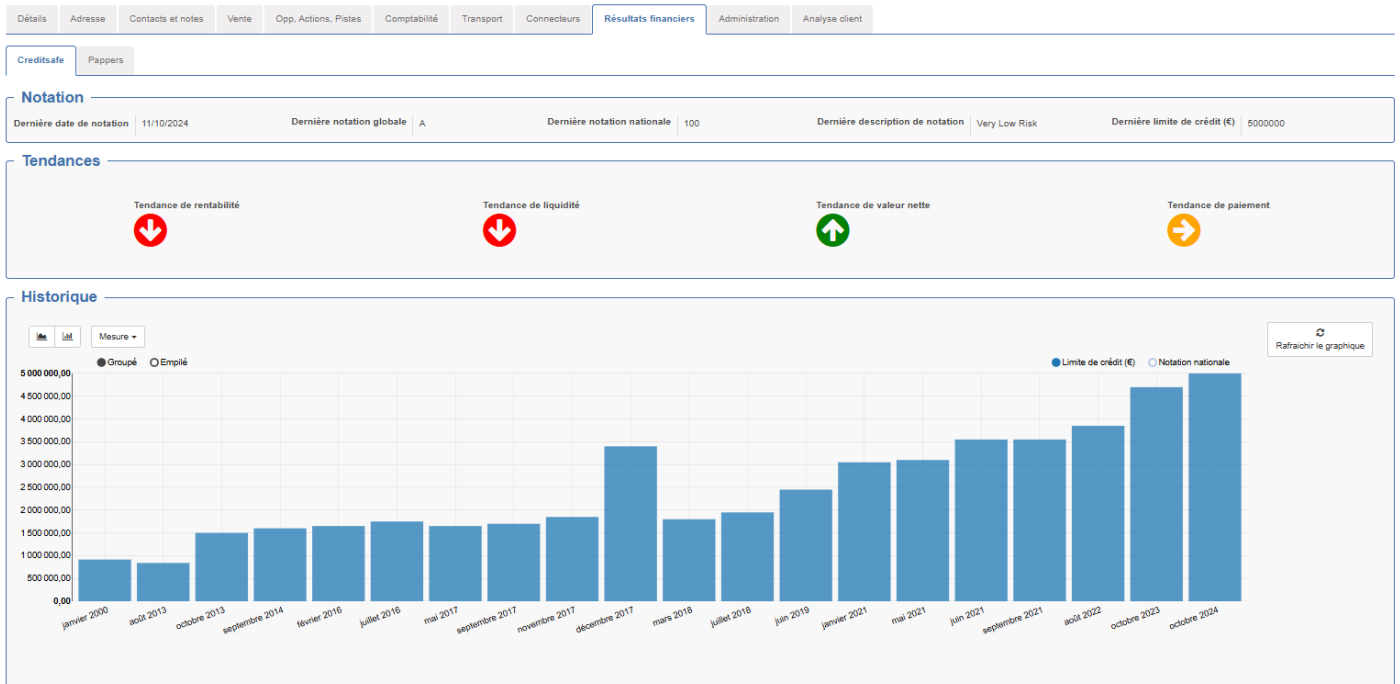 Détails Adresse Contacts et notes Vente Opp, Actions, Pistes Comptabilité Transport Connecteurs Résultats financiers Administration Analyse client
Creditsafe Pappers
Notation
Dernière date de notation 11/10/2024 Dernière notation globale A Dernière notation nationale 100 Dernière description de notation Very Low Risk Dernière limite de crédit (€) 5000000
Tendances
Tendance de rentabilité Tendance de liquidité Tendance de valeur nette Tendance de paiement
Historique
Mesure
Rafraichir le graphique
Groupé Empilé Limite de crédit (€) Notation nationale
5 000 000,00
4 500 000,00
4 000 000,00
3 500 000,00
3 000 000,00
2 500 000,00
2 000 000,00
1 500 000,00
1 000 000,00
500 000,00
0,00
janvier 2000 août 2013 octobre 2013 septembre 2014 février 2016 juillet 2016 mai 2017 septembre 2017 novembre 2017 décembre 2017 mars 2018 juillet 2018 juin 2019 janvier 2021 mai 2021 juin 2021 septembre 2021 août 2022 octobre 2023 octobre 2024